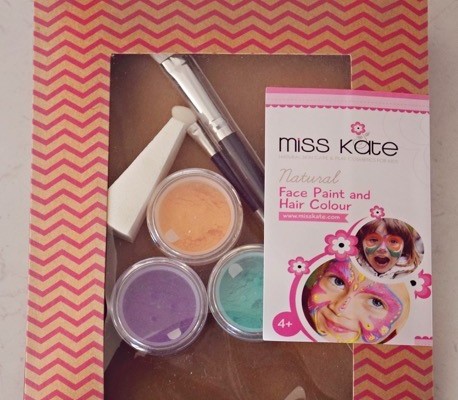 miss kate
Natural
Face Paint and
Hair Colour
www.misskate.com
4+